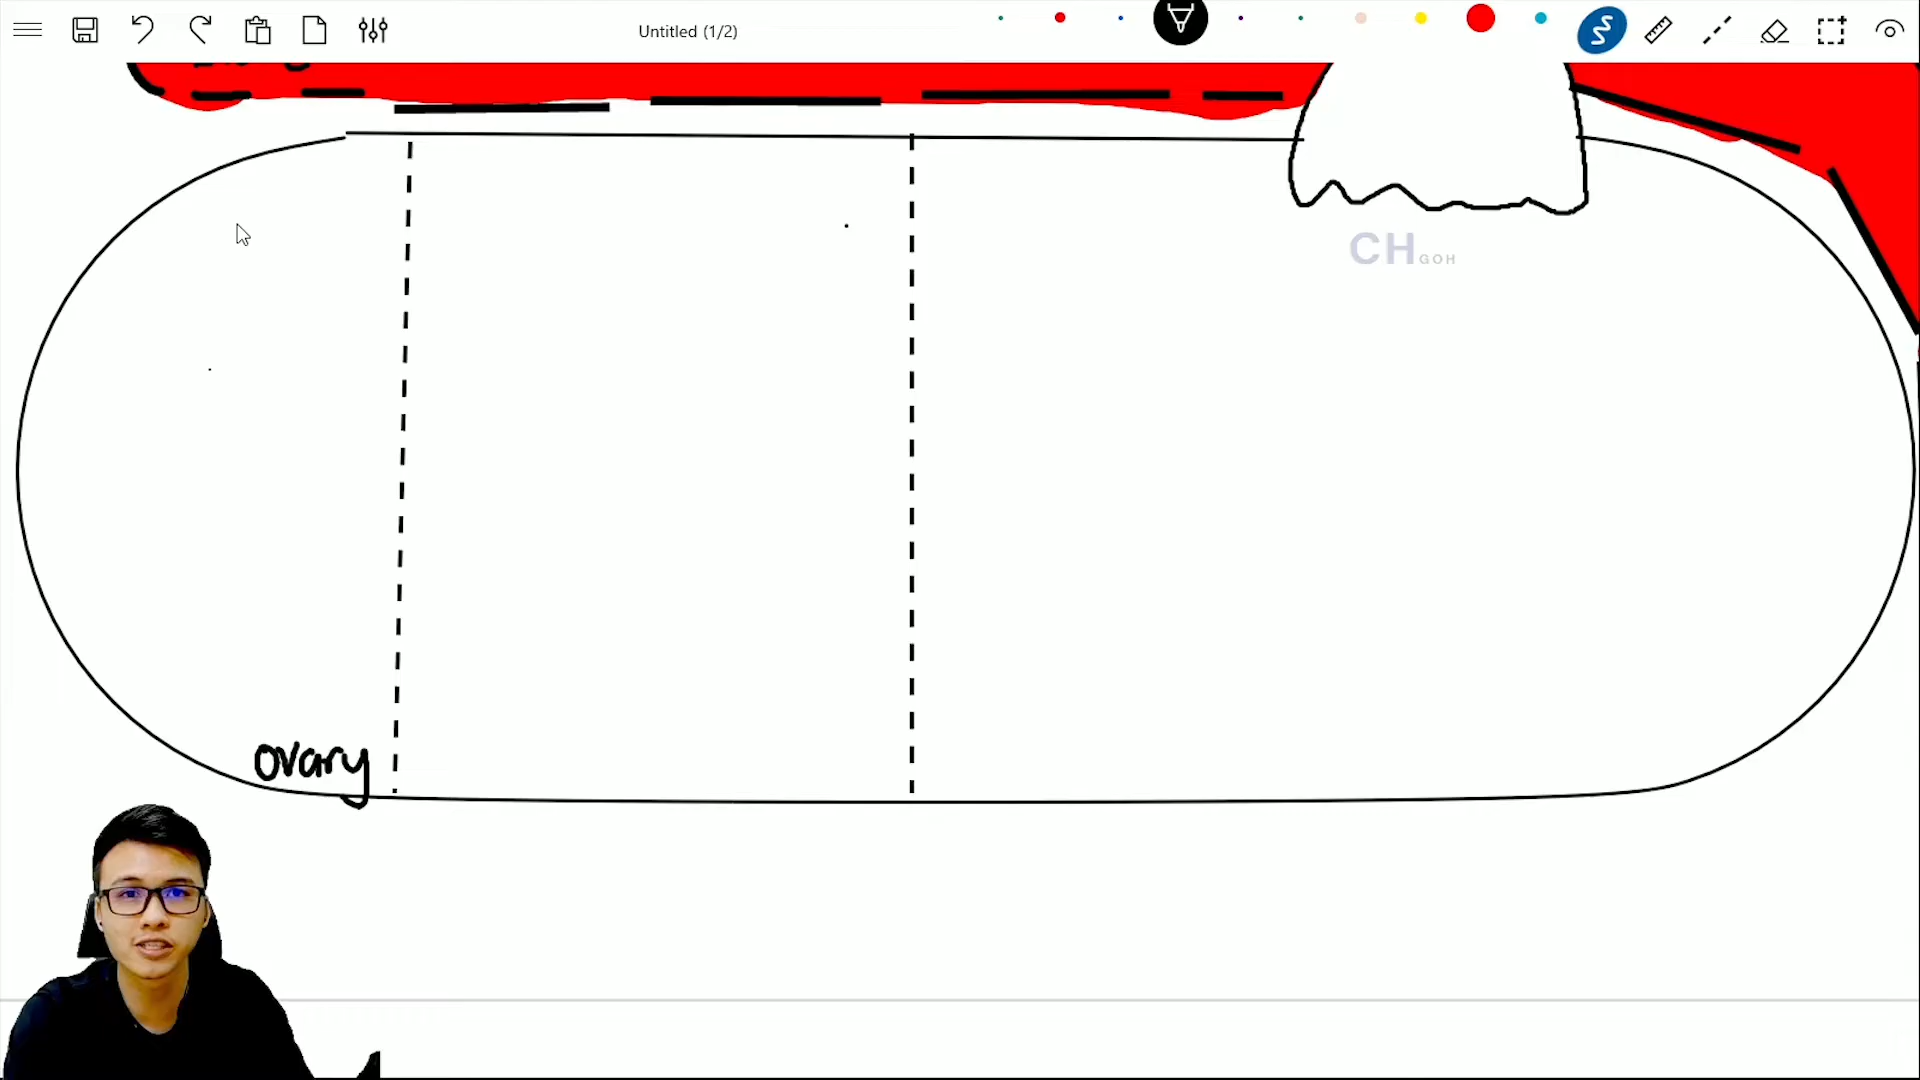 Untitled (1/2)
CH GOH
ovary